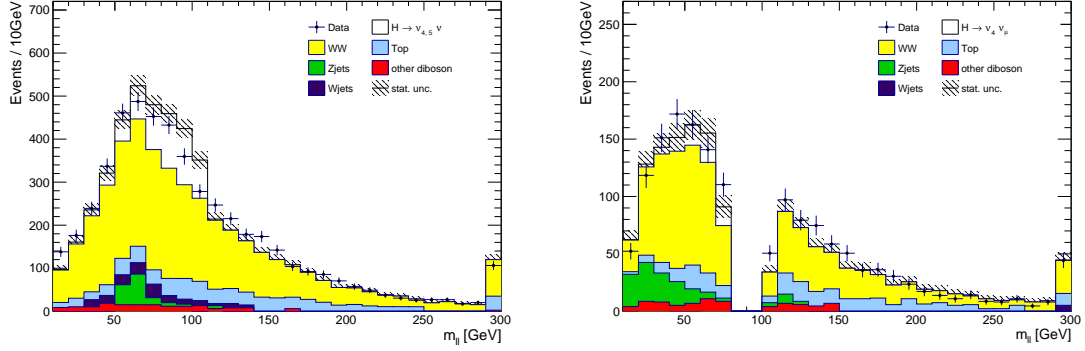 Events / 10GeV
700
600
500
400
300
200
100
0
Data
H → ν4, 5 ν
WW
Top
Zjets
other diboson
Wjets
stat. unc.
50
100
150
200
250
300
mll [GeV]
Events / 10GeV
250
200
150
100
50
0
Data
H → ν4 νμ
WW
Top
Zjets
other diboson
Wjets
stat. unc.
50
100
150
200
250
300
mll [GeV]